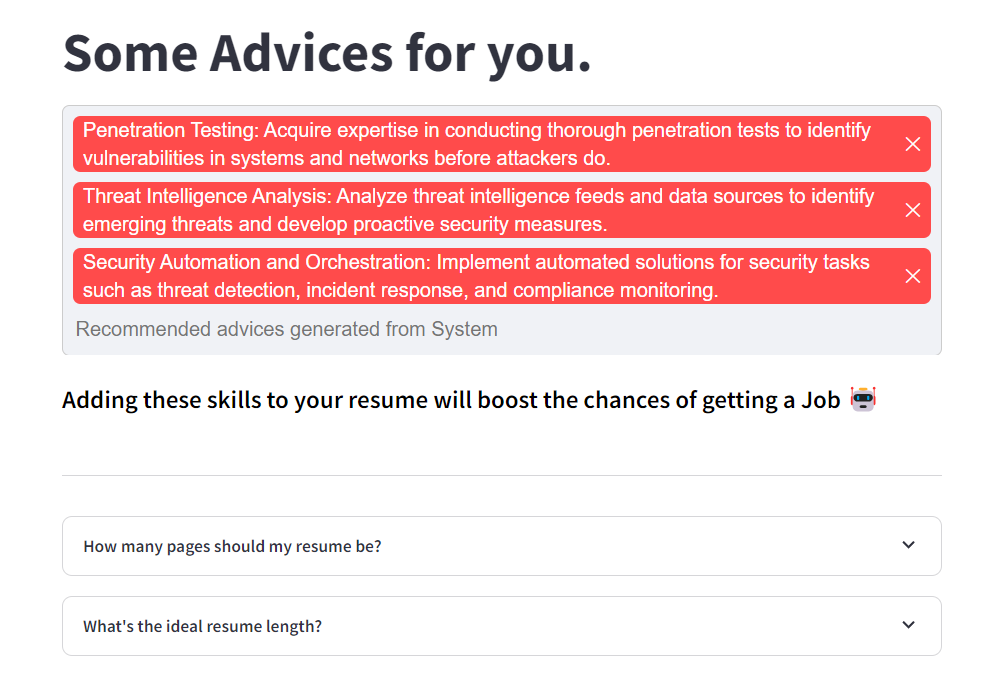 Some Advices for you.
Penetration Testing: Acquire expertise in conducting thorough penetration tests to identify
vulnerabilities in systems and networks before attackers do.
Threat Intelligence Analysis: Analyze threat intelligence feeds and data sources to identify
emerging threats and develop proactive security measures.
Security Automation and Orchestration: Implement automated solutions for security tasks
such as threat detection, incident response, and compliance monitoring.
Recommended advices generated from System
Adding these skills to your resume will boost the chances of getting a Job 🤖
How many pages should my resume be?
What's the ideal resume length?